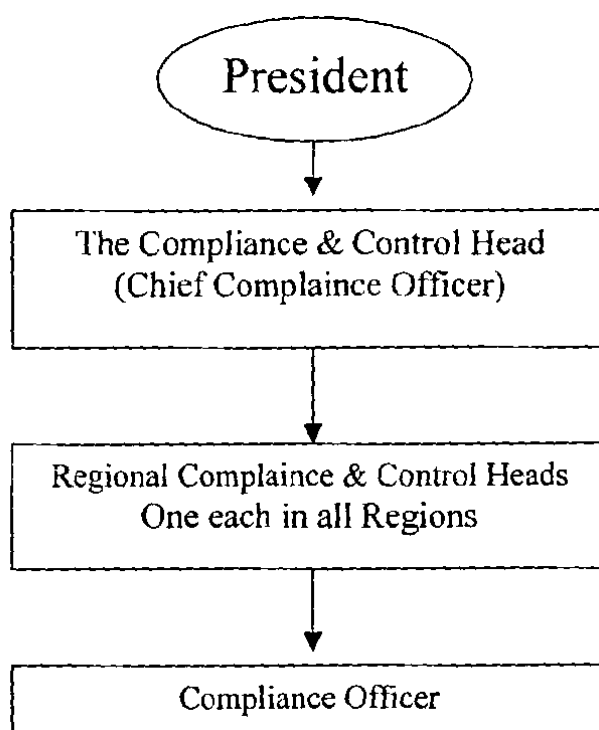 President
The Compliance & Control Head
(Chief Complaince Officer)
Regional Complaince & Control Heads
One each in all Regions
Compliance Officer